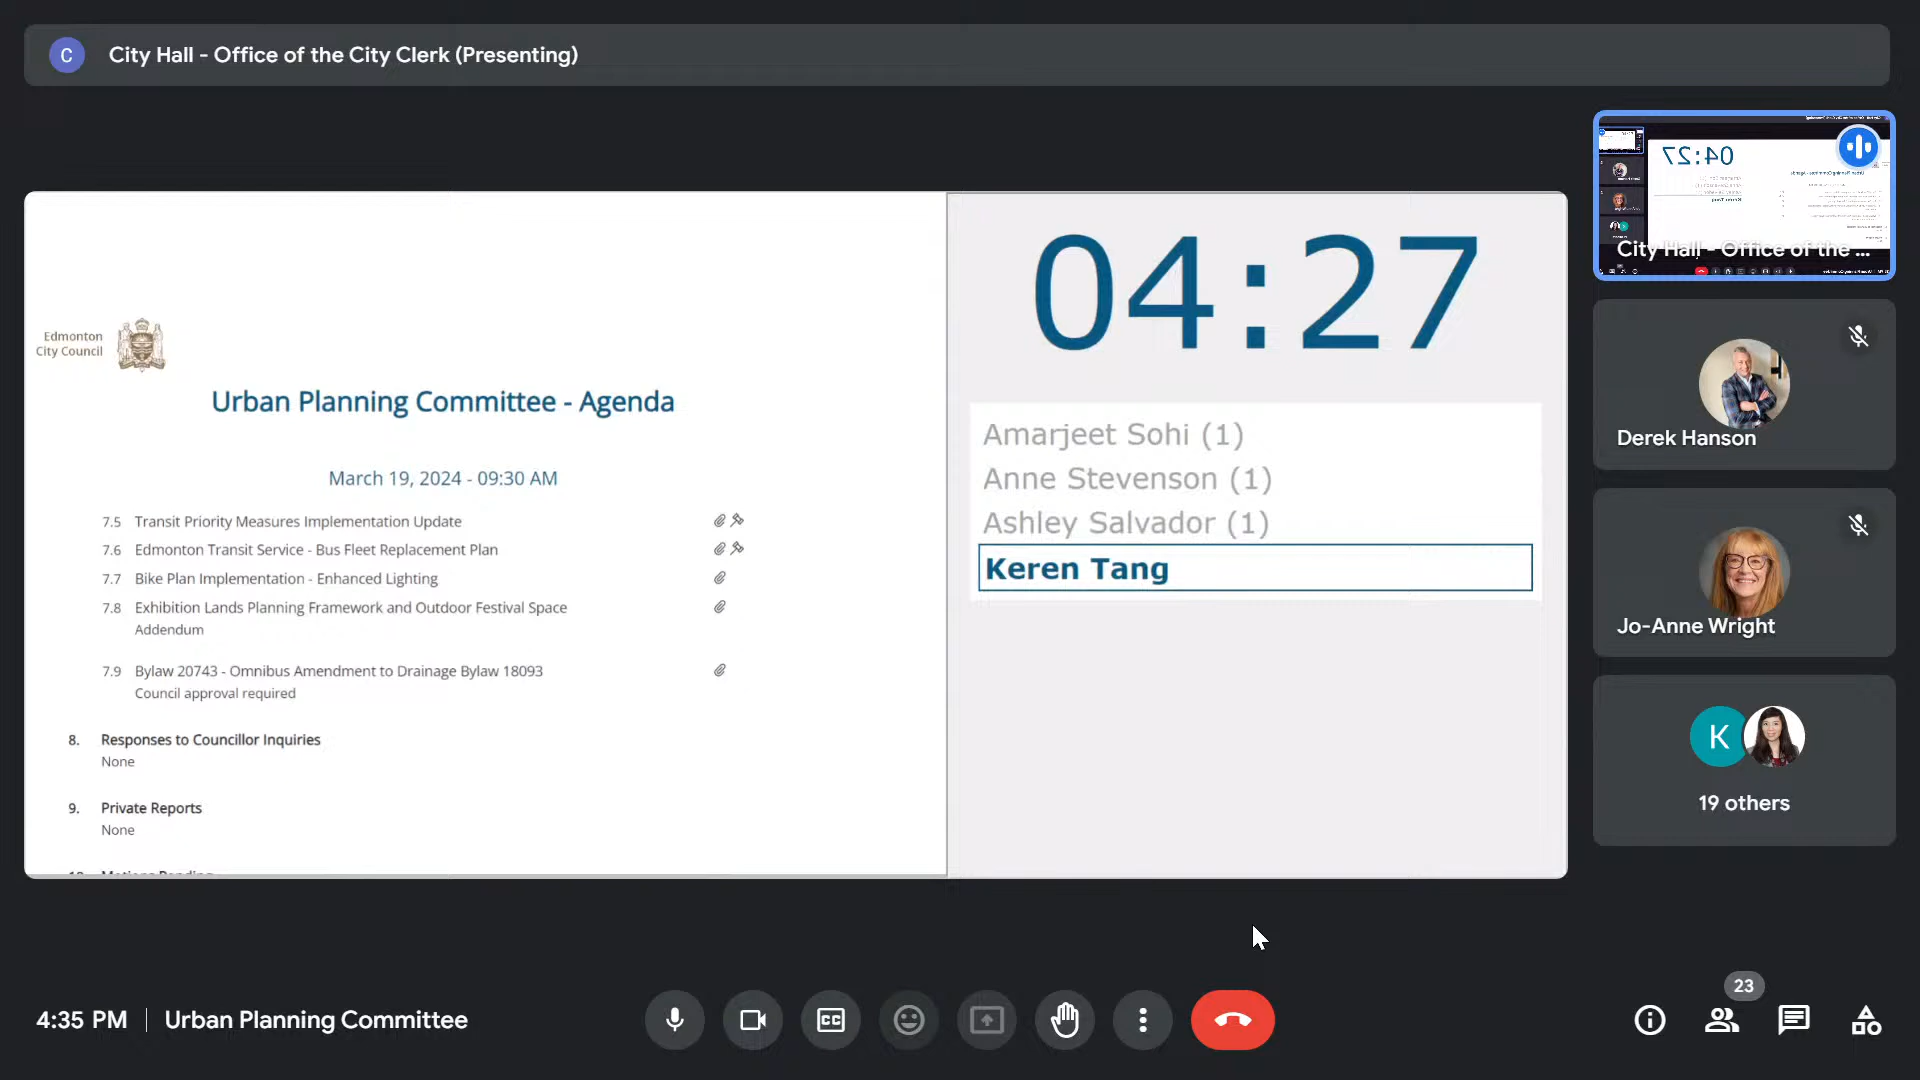 C City Hall - Office of the City Clerk (Presenting)
Edmonton
City Council
Urban Planning Committee - Agenda
March 19, 2024 - 09:30 AM
7.5 Transit Priority Measures Implementation Update
7.6 Edmonton Transit Service - Bus Fleet Replacement Plan
7.7 Bike Plan Implementation - Enhanced Lighting
7.8 Exhibition Lands Planning Framework and Outdoor Festival Space
Addendum
7.9 Bylaw 20743 - Omnibus Amendment to Drainage Bylaw 18093
Council approval required
8. Responses to Councillor Inquiries
None
9. Private Reports
None
04:27
Amarjeet Sohi (1)
Anne Stevenson (1)
Ashley Salvador (1)
Keren Tang
04:27
City Hall - Office of the ...
Derek Hanson
Jo-Anne Wright
K
19 others
4:35 PM | Urban Planning Committee
CC
23